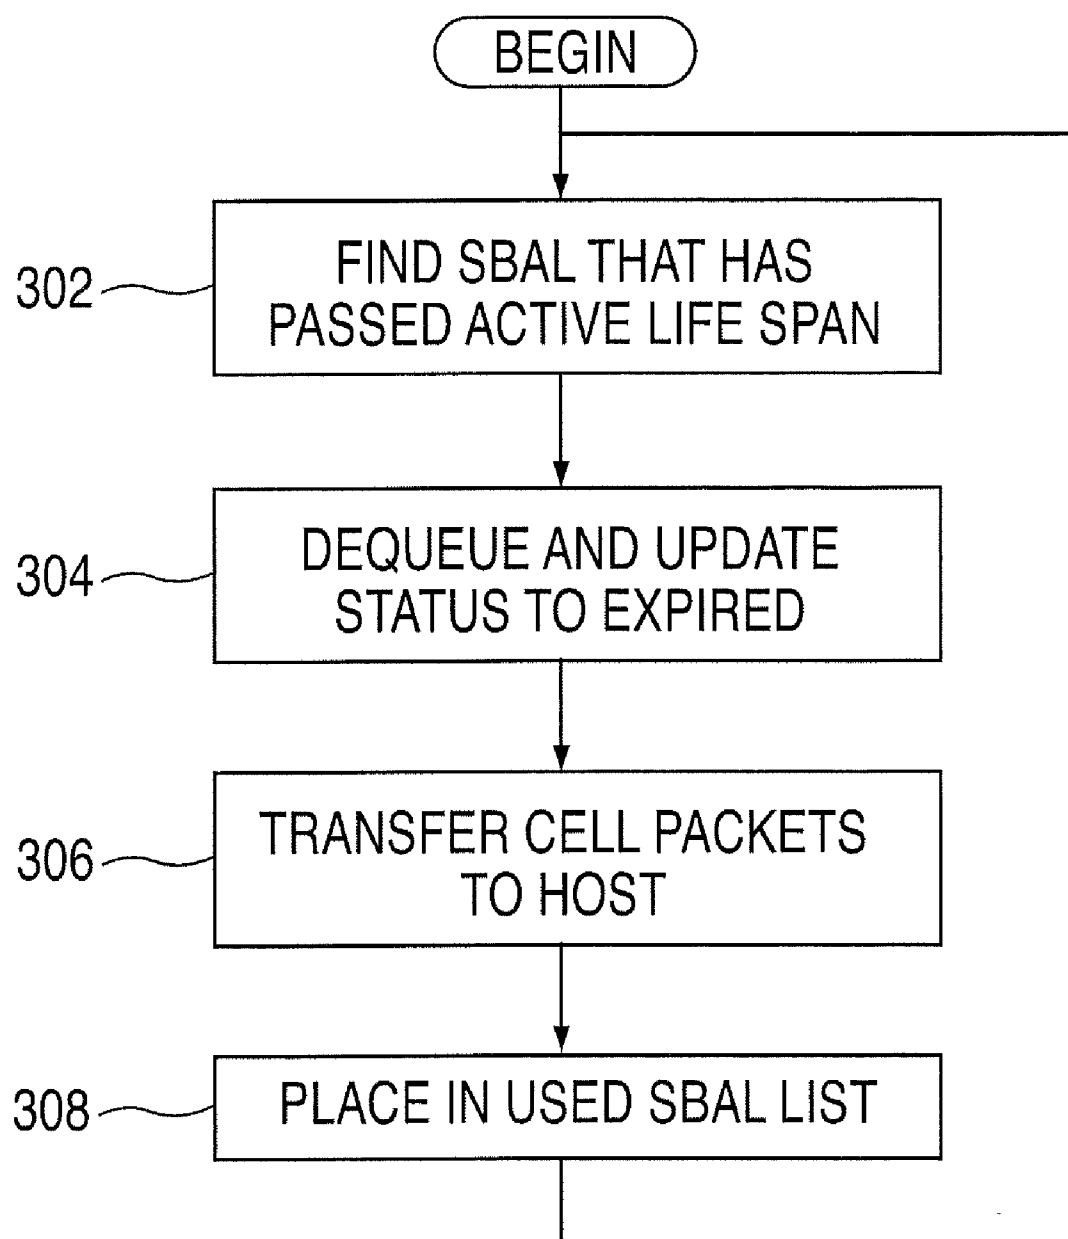 BEGIN
302
FIND SBAL THAT HAS
PASSED ACTIVE LIFE SPAN
304
DEQUEUE AND UPDATE
STATUS TO EXPIRED
306
TRANSFER CELL PACKETS
TO HOST
308
PLACE IN USED SBAL LIST